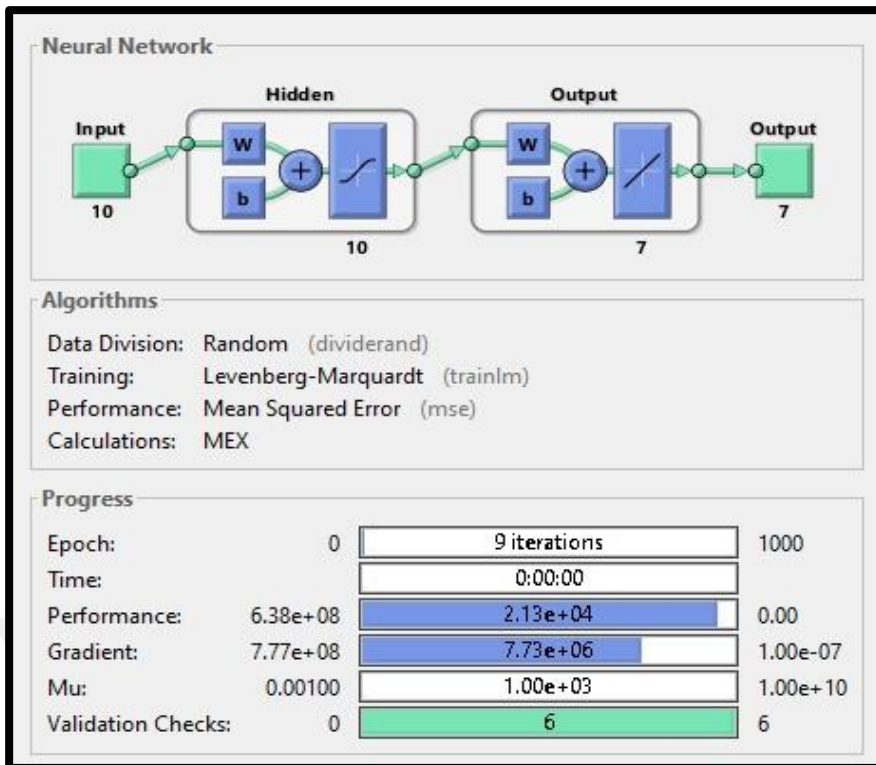 Neural Network
Hidden
Output
Input
W
b
+
10
10
W
b
+
7
Output
7
Algorithms
Data Division: Random (dividerand)
Training: Levenberg-Marquardt (trainlm)
Performance: Mean Squared Error (mse)
Calculations: MEX
Progress
Epoch: 0 9 iterations 1000
Time: 0:00:00
Performance: 6.38e+08 2.13e+04 0.00
Gradient: 7.77e+08 7.73e+06 1.00e-07
Mu: 0.00100 1.00e+03 1.00e+10
Validation Checks: 0 6 6